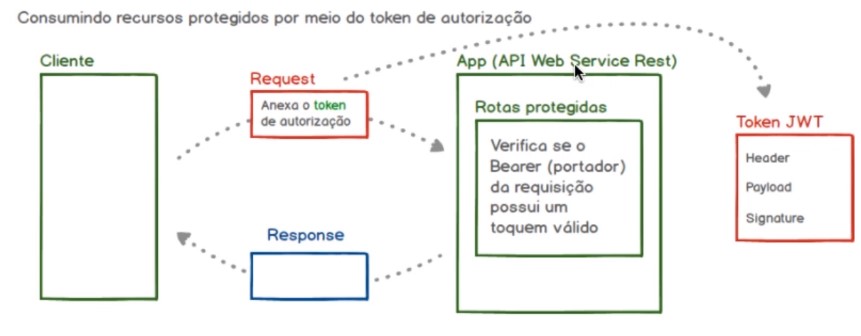 Consumindo recursos protegidos por meio do token de autorização
Cliente
Request
Anexa o token
de autorização
Response
App (API Web Service Rest)
Rotas protegidas
Verifica se o
Bearer (portador)
da requisição
possui um
toquem válido
Token JWT
Header
Payload
Signature